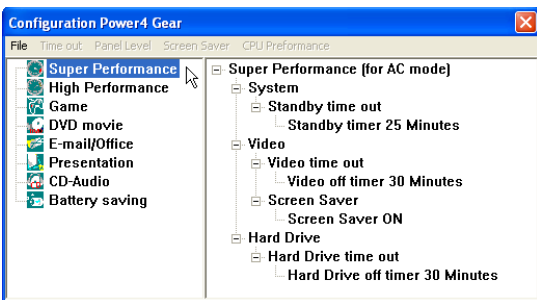 Configuration Power4 Gear
File Time out Panel Level Screen Saver CPU Preformance
Super Performance
High Performance
Game
DVD movie
E-mail/Office
Presentation
CD-Audio
Battery saving
Super Performance (for AC mode)
System
Standby time out
Standby timer 25 Minutes
Video
Video time out
Video off timer 30 Minutes
Screen Saver
Screen Saver ON
Hard Drive
Hard Drive time out
Hard Drive off timer 30 Minutes